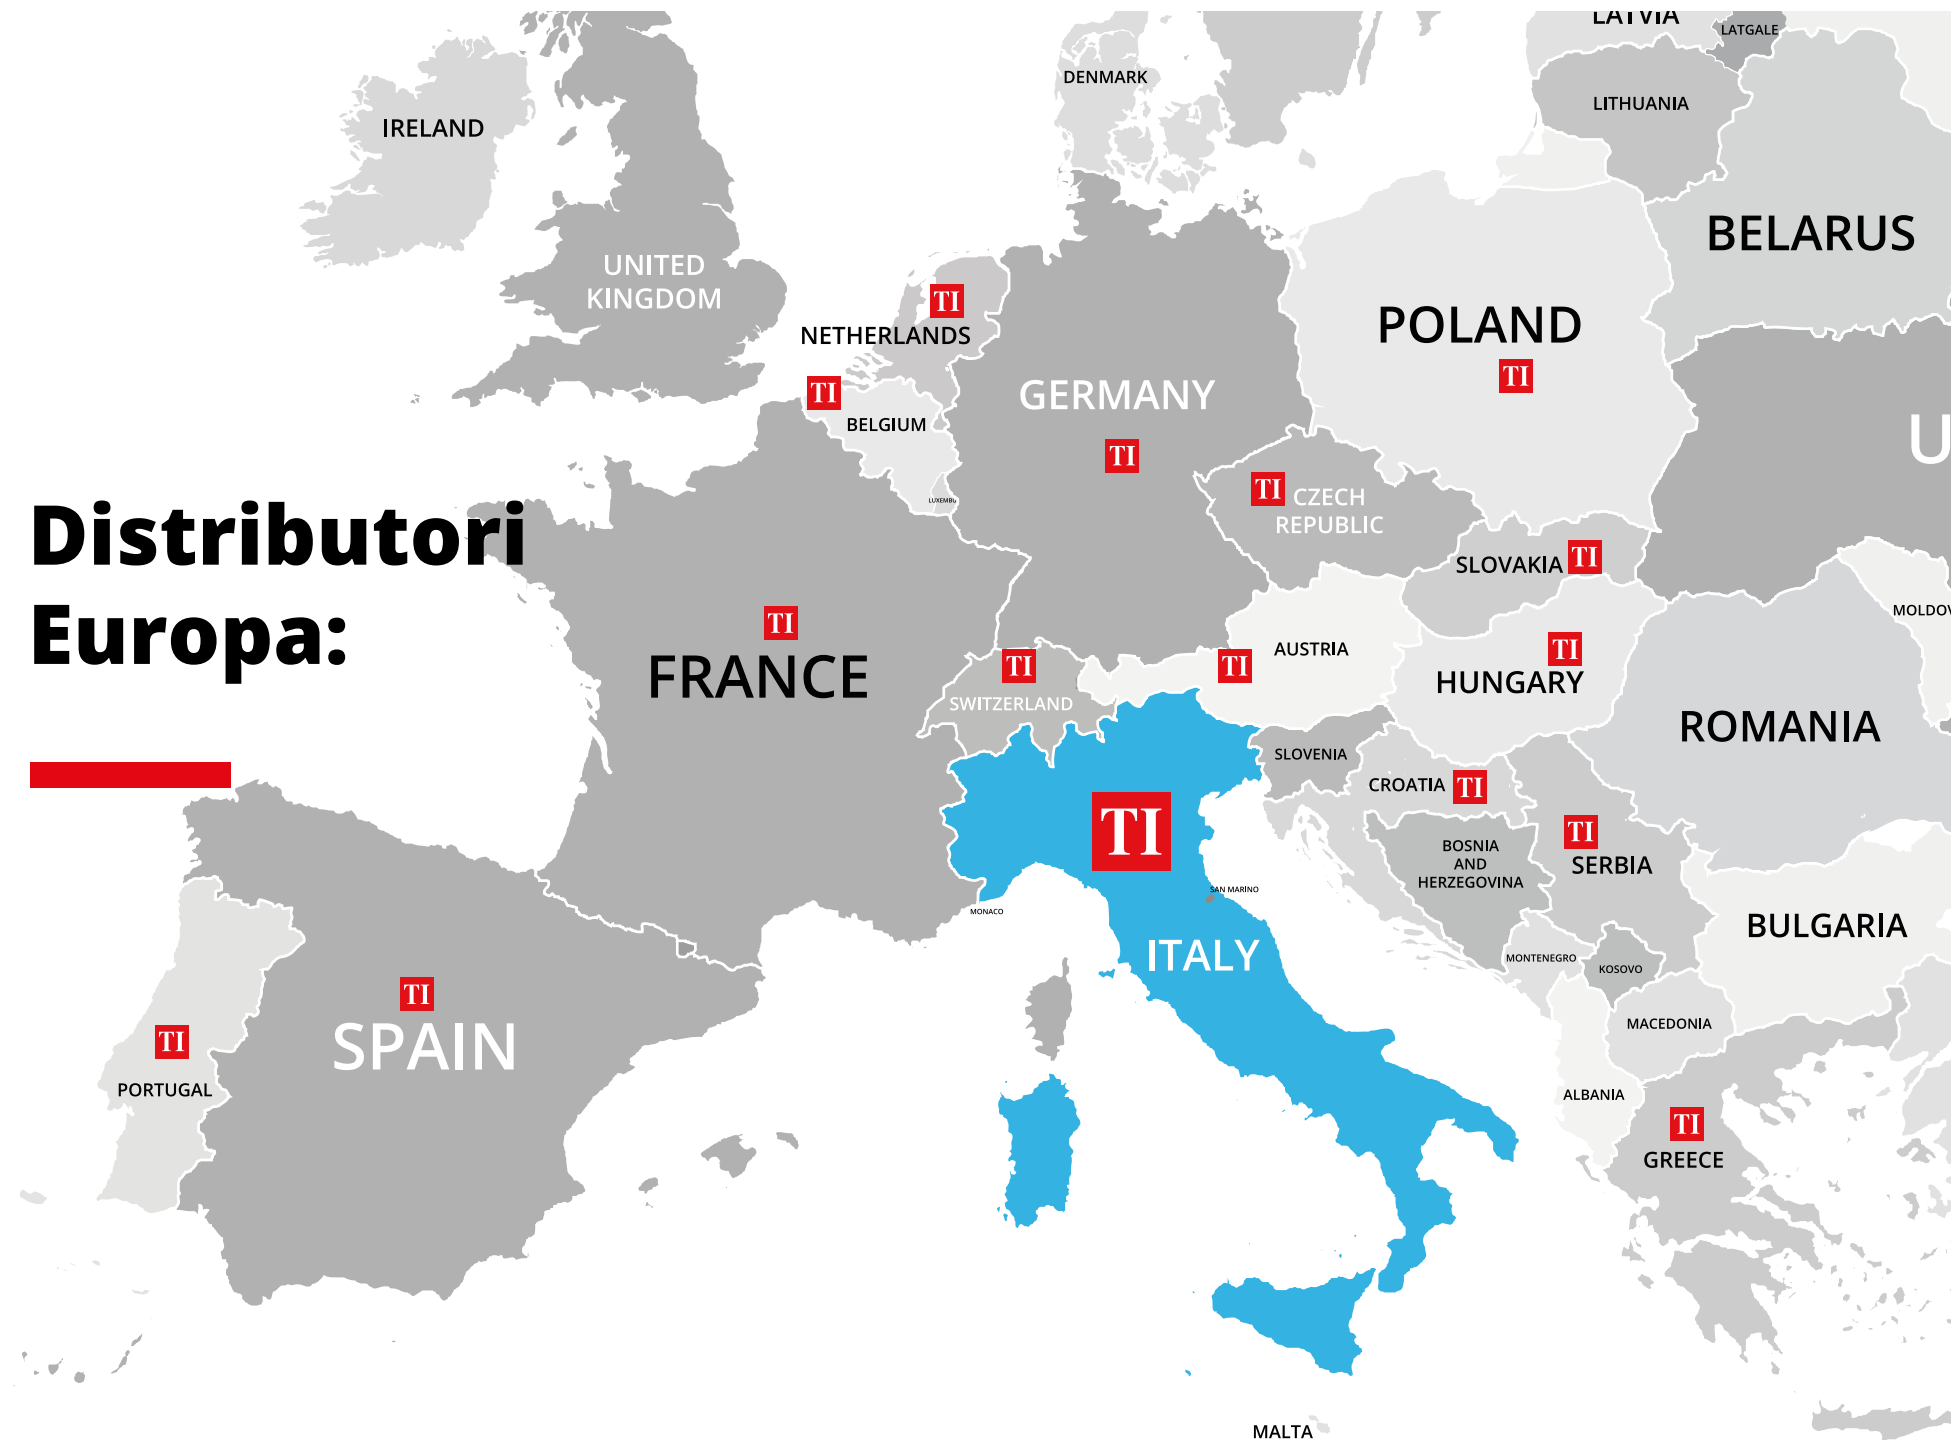 LATVIA
LATGALE
DENMARK
LITHUANIA
IRELAND
BELARUS
UNITED
KINGDOM
TI
NETHERLANDS
POLAND
TI
TI
GERMANY
BELGIUM
U
TI
TI
CZECH
REPUBLIC
LUXEMBU
Distributori
Europa:
SLOVAKIA
TI
MOLDOV
TI
FRANCE
TI
SWITZERLAND
TI
AUSTRIA
TI
HUNGARY
ROMANIA
SLOVENIA
CROATIA
TI
TI
TI
SERBIA
BOSNIA
AND
HERZEGOVINA
SAN MARINO
MONACO
BULGARIA
ITALY
MONTENEGRO
KOSOVO
TI
SPAIN
MACEDONIA
TI
PORTUGAL
ALBANIA
TI
GREECE
MALTA